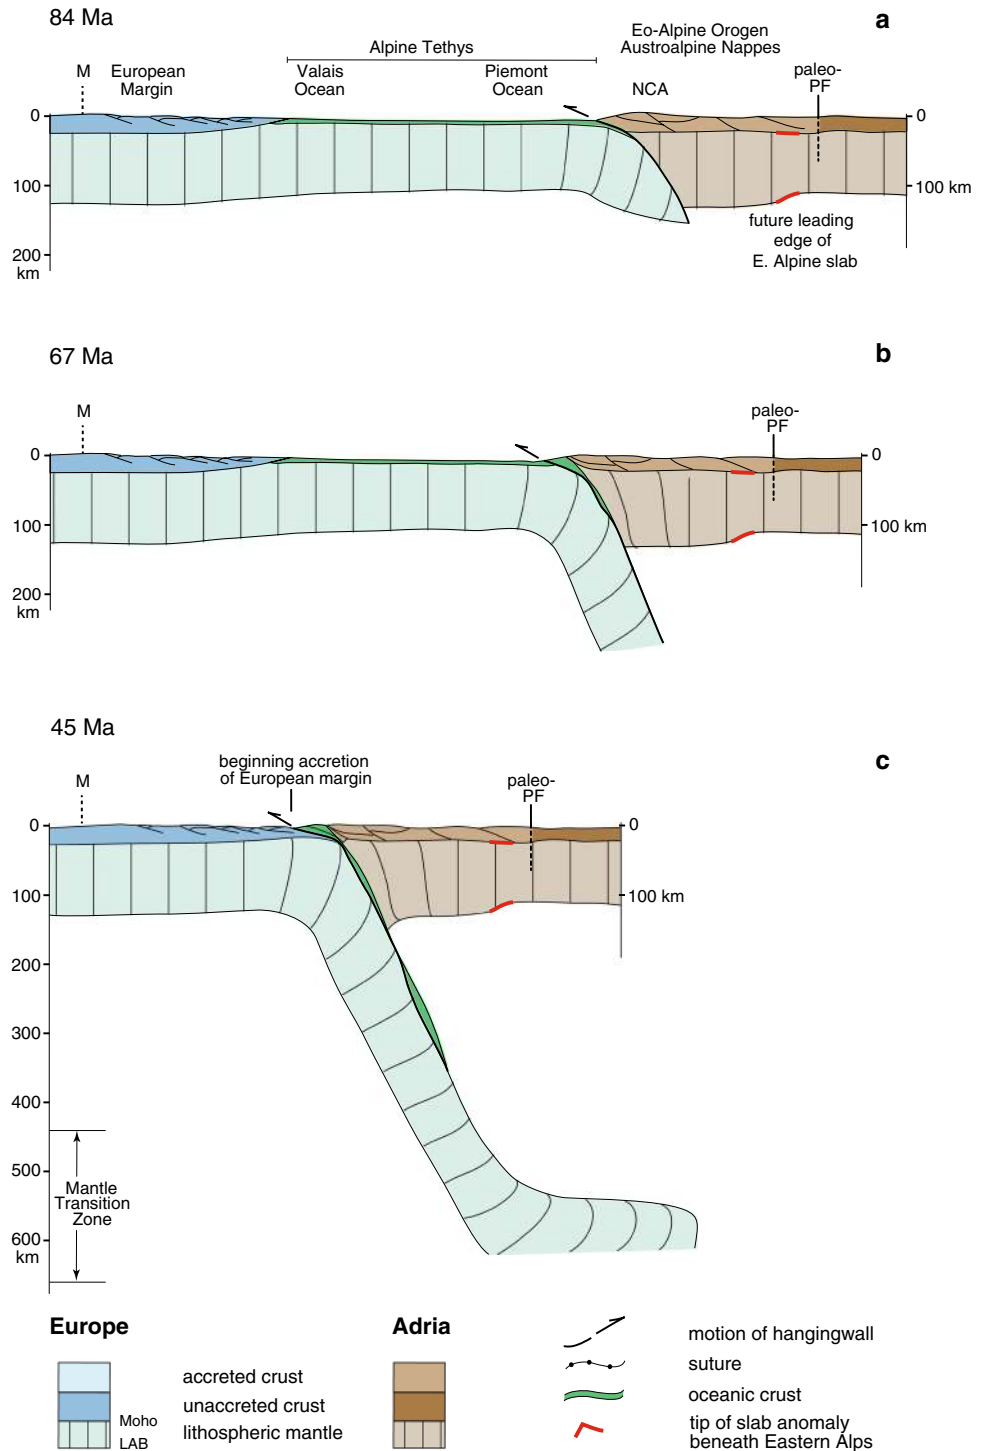 84 Ma
a
Eo-Alpine Orogen
Austroalpine Nappes
Alpine Tethys
M
European
Margin
Valais
Ocean
Piemont
Ocean
NCA
paleo-
PF
0
0
100
100 km
200
km
future leading
edge of
E. Alpine slab
67 Ma
b
M
paleo-
PF
0
0
100
100 km
200
km
45 Ma
c
beginning accretion
of European margin
M
paleo-
PF
0
0
100
100 km
200
300
400
500
Mantle
Transition
Zone
600
km
Europe
Adria
accreted crust
unaccreted crust
Moho
lithospheric mantle
LAB
motion of hangingwall
suture
oceanic crust
tip of slab anomaly
beneath Eastern Alps